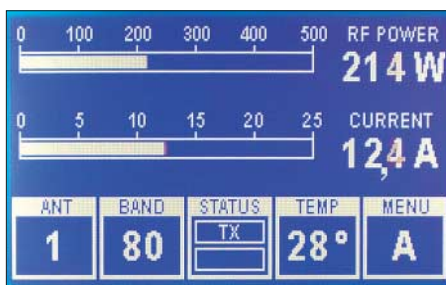 0 100 200 300 400 500 RF POWER
214 W
0 5 10 15 20 25 CURRENT
12,4 A
ANT BAND STATUS TEMP MENU
TX
1 80 28° A